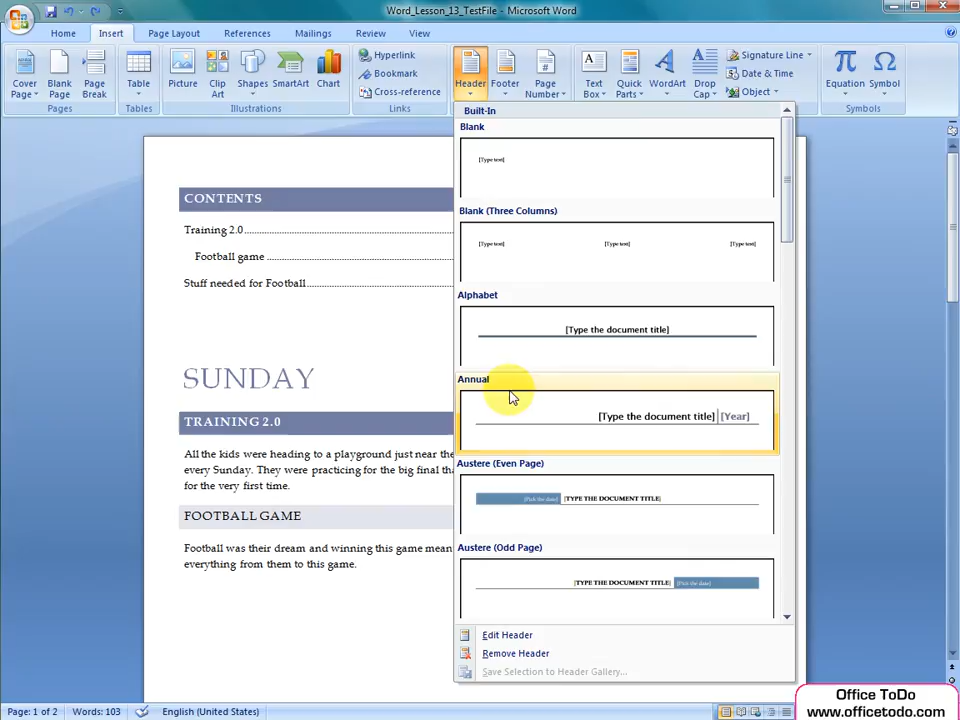 Word_Lesson_13_TestFile - Microsoft Word
Home Insert Page Layout References Mailings Review View
Cover Page Blank Page Page Break
Pages
Table
Tables
Picture Clip Art Shapes SmartArt Chart
Illustrations
Hyperlink
Bookmark
Cross-reference
Links
Header Footer Page Number
Text Box Quick Parts WordArt Drop Cap
Signature Line
Date & Time
Object
Equation Symbol
Symbols
Built-In
Blank
[Type text]
Blank (Three Columns)
[Type text] [Type text] [Type text]
Alphabet
[Type the document title]
Annual
[Type the document title] [Year]
Austere (Even Page)
[Pick the date] [TYPE THE DOCUMENT TITLE]
Austere (Odd Page)
[TYPE THE DOCUMENT TITLE] [Pick the date]
Edit Header
Remove Header
Save Selection to Header Gallery...
CONTENTS
Training 2.0
Football game
Stuff needed for Football
SUNDAY
TRAINING 2.0
All the kids were heading to a playground just near the
every Sunday. They were practicing for the big final tha
for the very first time.
FOOTBALL GAME
Football was their dream and winning this game mean
everything from them to this game.
Page: 1 of 2 Words: 103 English (United States)
Office ToDo
www.officetodo.com